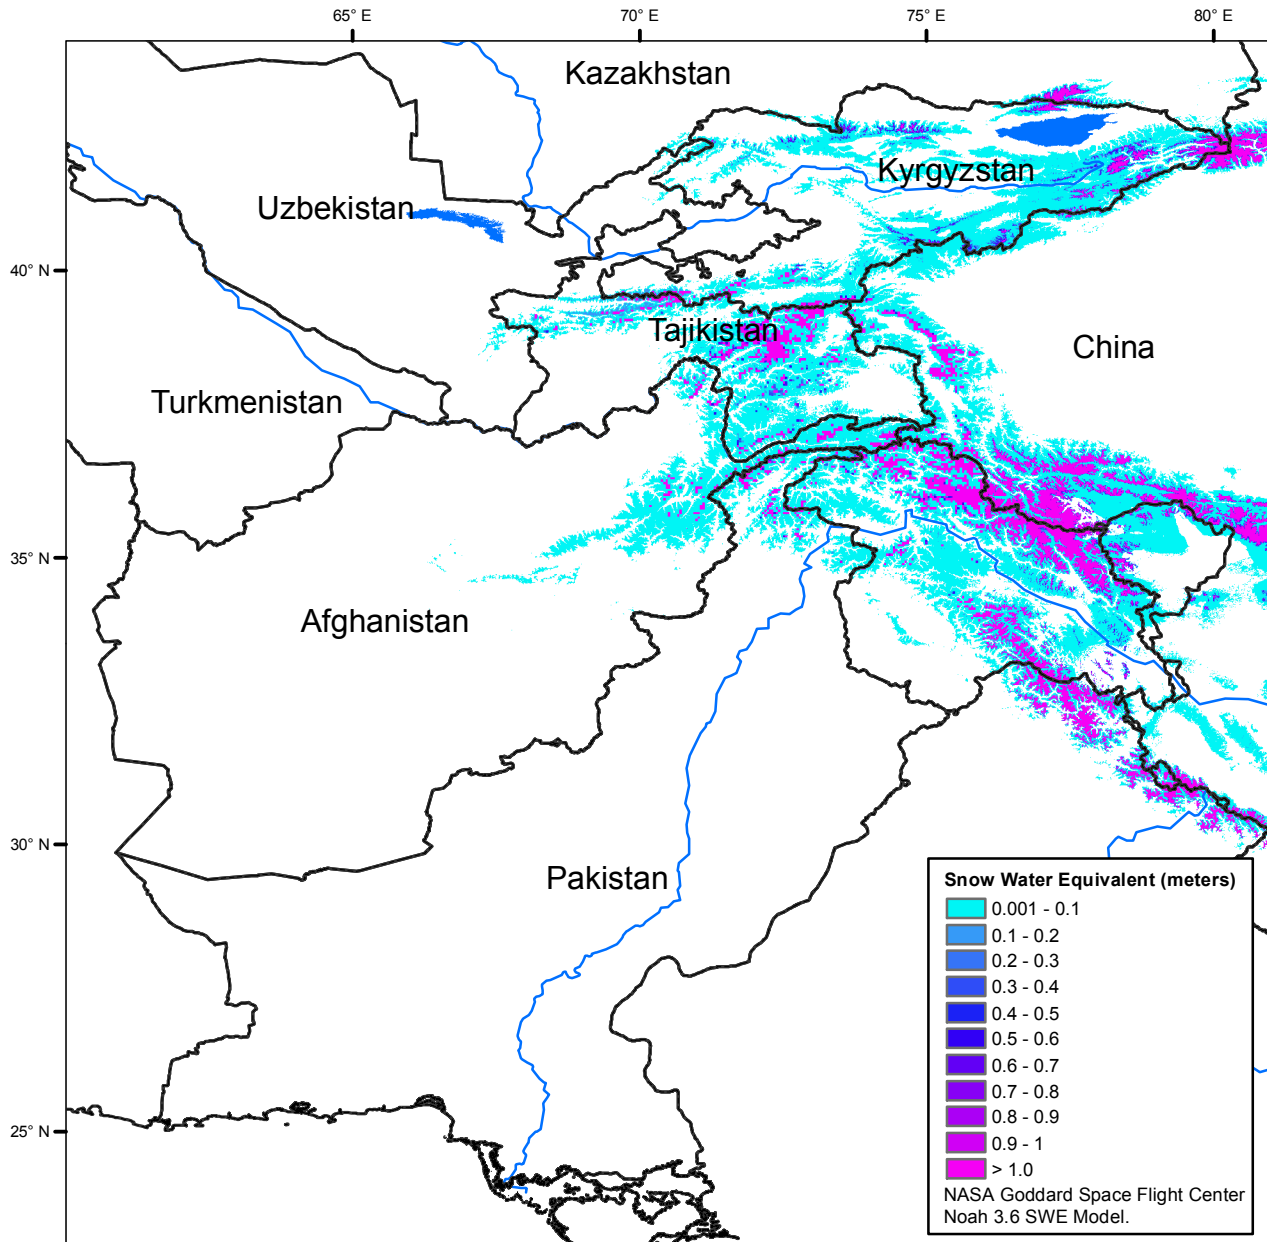 65° E
70° E
75° E
80° E
Kazakhstan
Kyrgyzstan
Uzbekistan
40° N
Tajikistan
China
Turkmenistan
35° N
Afghanistan
30° N
Pakistan
25° N
Snow Water Equivalent (meters)
0.001 - 0.1
0.1 - 0.2
0.2 - 0.3
0.3 - 0.4
0.4 - 0.5
0.5 - 0.6
0.6 - 0.7
0.7 - 0.8
0.8 - 0.9
0.9 - 1
> 1.0
NASA Goddard Space Flight Center
Noah 3.6 SWE Model.